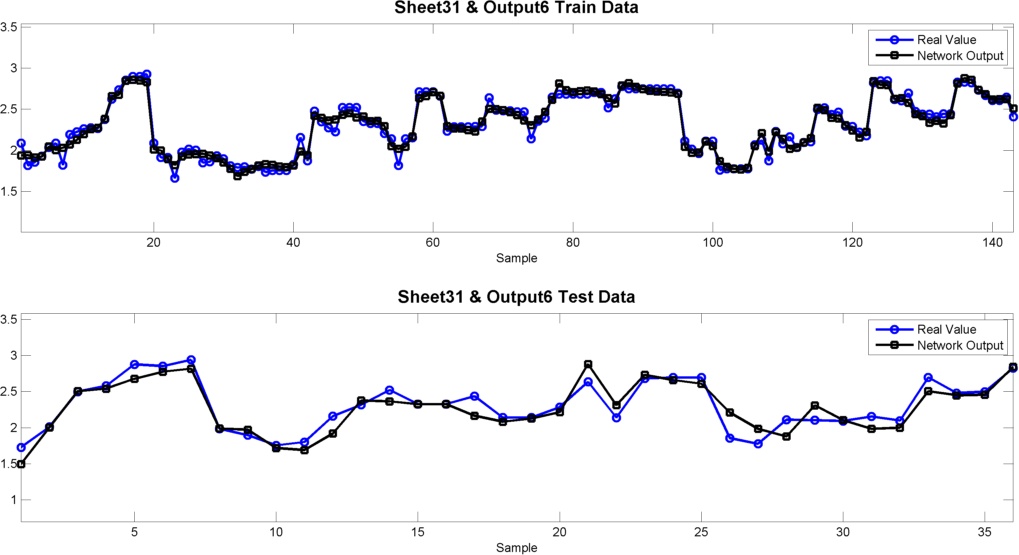 Sheet31 & Output6 Train Data
3.5
3
2.5
2
1.5
Real Value
Network Output
20 40 60 80 100 120 140
Sample
Sheet31 & Output6 Test Data
3.5
3
2.5
2
1.5
1
Real Value
Network Output
5 10 15 20 25 30 35
Sample